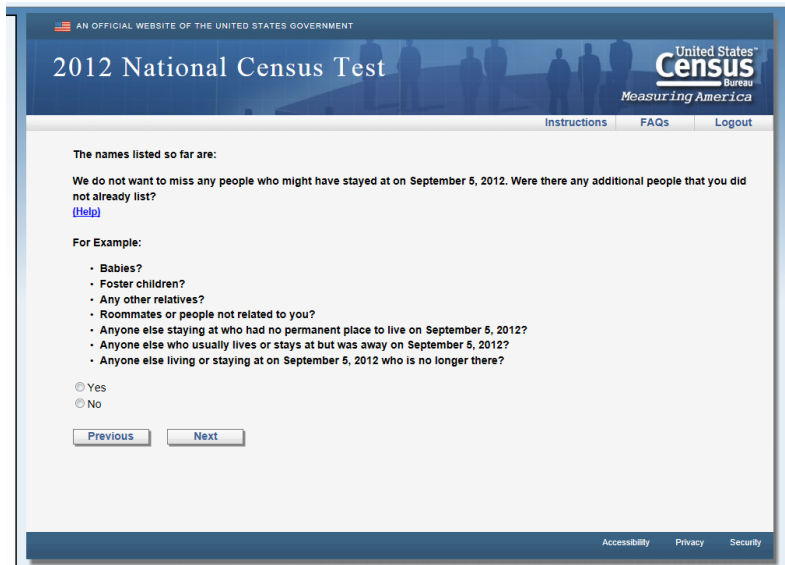 AN OFFICIAL WEBSITE OF THE UNITED STATES GOVERNMENT
2012 National Census Test
United States™
Census
Bureau
Measuring America
Instructions FAQs Logout
The names listed so far are:
We do not want to miss any people who might have stayed at on September 5, 2012. Were there any additional people that you did
not already list?
(Help)
For Example:
• Babies?
• Foster children?
• Any other relatives?
• Roommates or people not related to you?
• Anyone else staying at who had no permanent place to live on September 5, 2012?
• Anyone else who usually lives or stays at but was away on September 5, 2012?
• Anyone else living or staying at on September 5, 2012 who is no longer there?
Yes
No
Previous Next
Accessibility Privacy Security